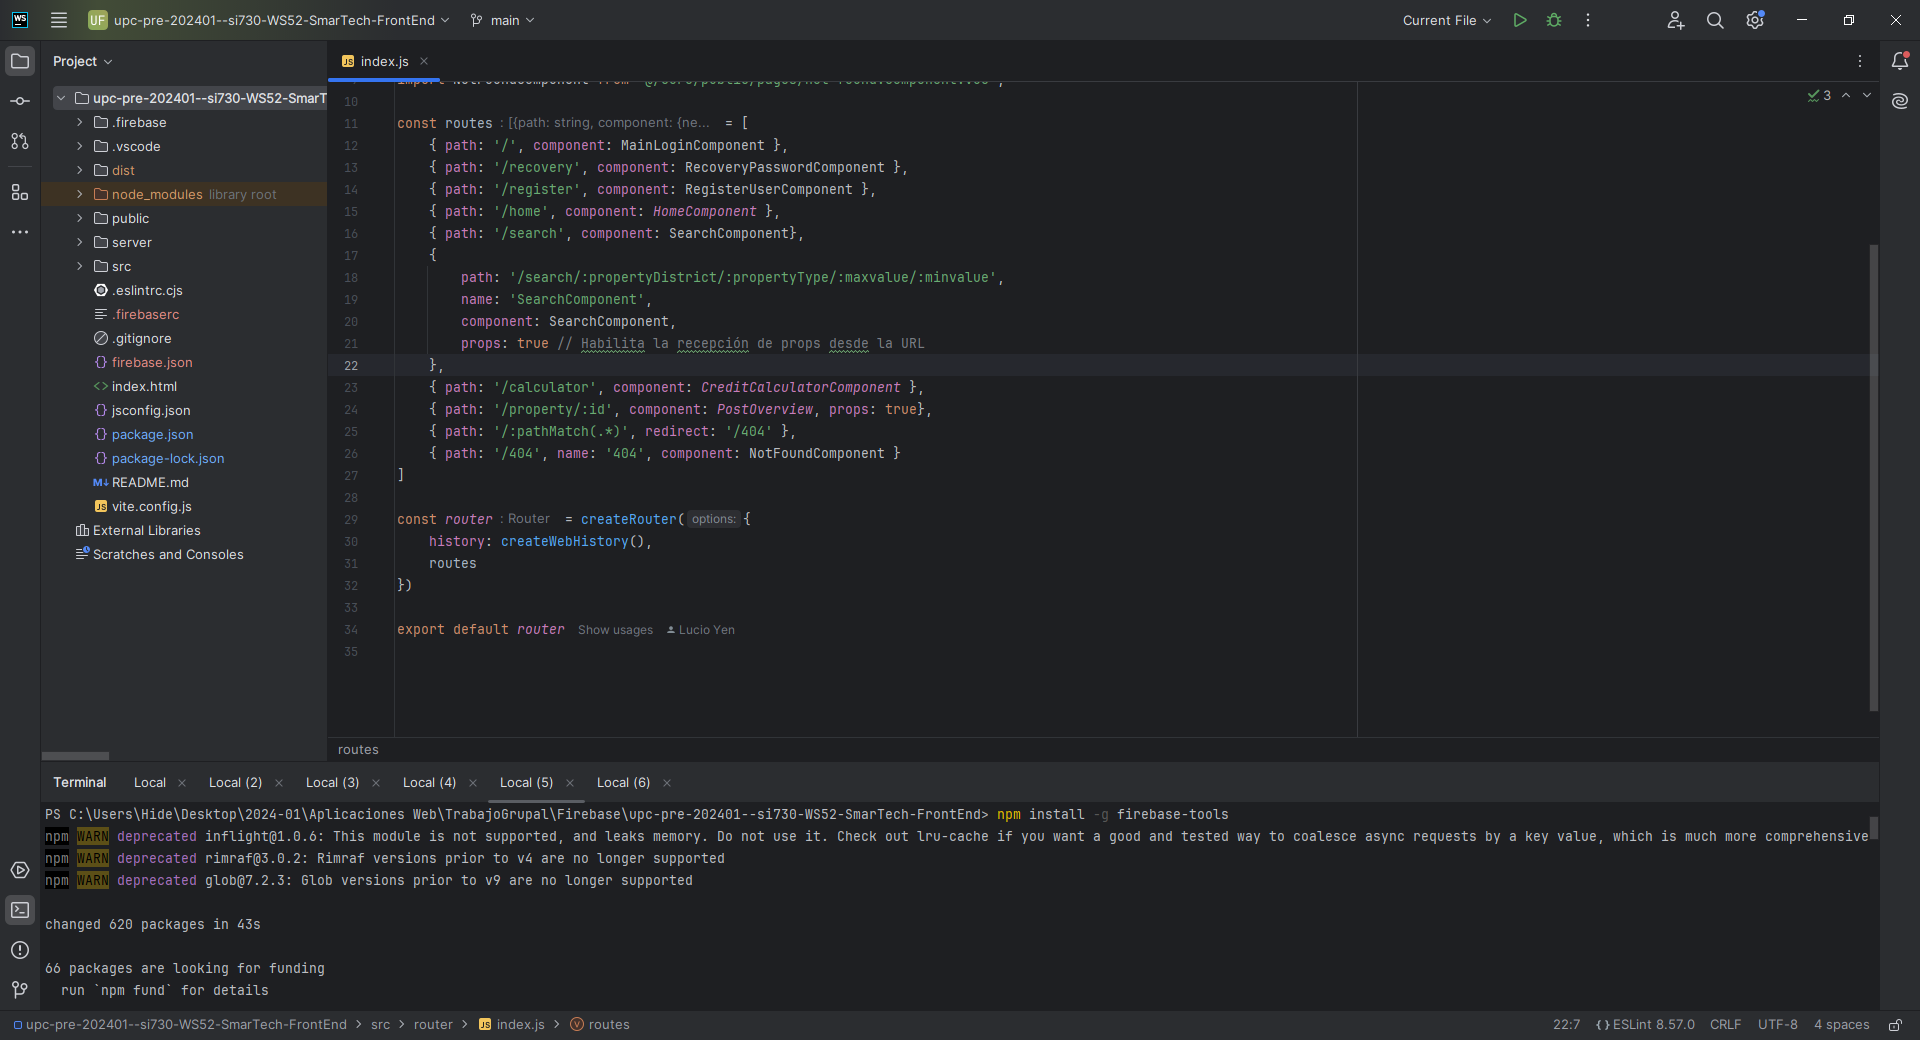 WS UF upc-pre-202401--si730-WS52-SmarTech-FrontEnd main Current File
Project
index.js
upc-pre-202401--si730-WS52-SmarT
.firebase
.vscode
dist
node_modules library root
public
server
src
.eslintrc.cjs
.firebaserc
.gitignore
firebase.json
index.html
jsconfig.json
package.json
package-lock.json
README.md
vite.config.js
External Libraries
Scratches and Consoles
3
10
11 const routes : [{path: string, component: {ne... = [
12 { path: '/', component: MainLoginComponent },
13 { path: '/recovery', component: RecoveryPasswordComponent },
14 { path: '/register', component: RegisterUserComponent },
15 { path: '/home', component: HomeComponent },
16 { path: '/search', component: SearchComponent},
17 {
18 path: '/search/:propertyDistrict/:propertyType/:maxvalue/:minvalue',
19 name: 'SearchComponent',
20 component: SearchComponent,
21 props: true // Habilita la recepción de props desde la URL
22 },
23 { path: '/calculator', component: CreditCalculatorComponent },
24 { path: '/property/:id', component: PostOverview, props: true},
25 { path: '/:pathMatch(.*)', redirect: '/404' },
26 { path: '/404', name: '404', component: NotFoundComponent }
27 ]
28
29 const router : Router = createRouter( options: {
30 history: createWebHistory(),
31 routes
32 })
33
34 export default router Show usages Lucio Yen
35
routes
Terminal Local Local (2) Local (3) Local (4) Local (5) Local (6)
PS C:\Users\Hide\Desktop\2024-01\Aplicaciones Web\TrabajoGrupal\Firebase\upc-pre-202401--si730-WS52-SmarTech-FrontEnd> npm install -g firebase-tools
npm WARN deprecated inflight@1.0.6: This module is not supported, and leaks memory. Do not use it. Check out lru-cache if you want a good and tested way to coalesce async requests by a key value, which is much more comprehensive
npm WARN deprecated rimraf@3.0.2: Rimraf versions prior to v4 are no longer supported
npm WARN deprecated glob@7.2.3: Glob versions prior to v9 are no longer supported
changed 620 packages in 43s
66 packages are looking for funding
run `npm fund` for details
upc-pre-202401--si730-WS52-SmarTech-FrontEnd > src > router > index.js > routes 22:7 {} ESLint 8.57.0 CRLF UTF-8 4 spaces